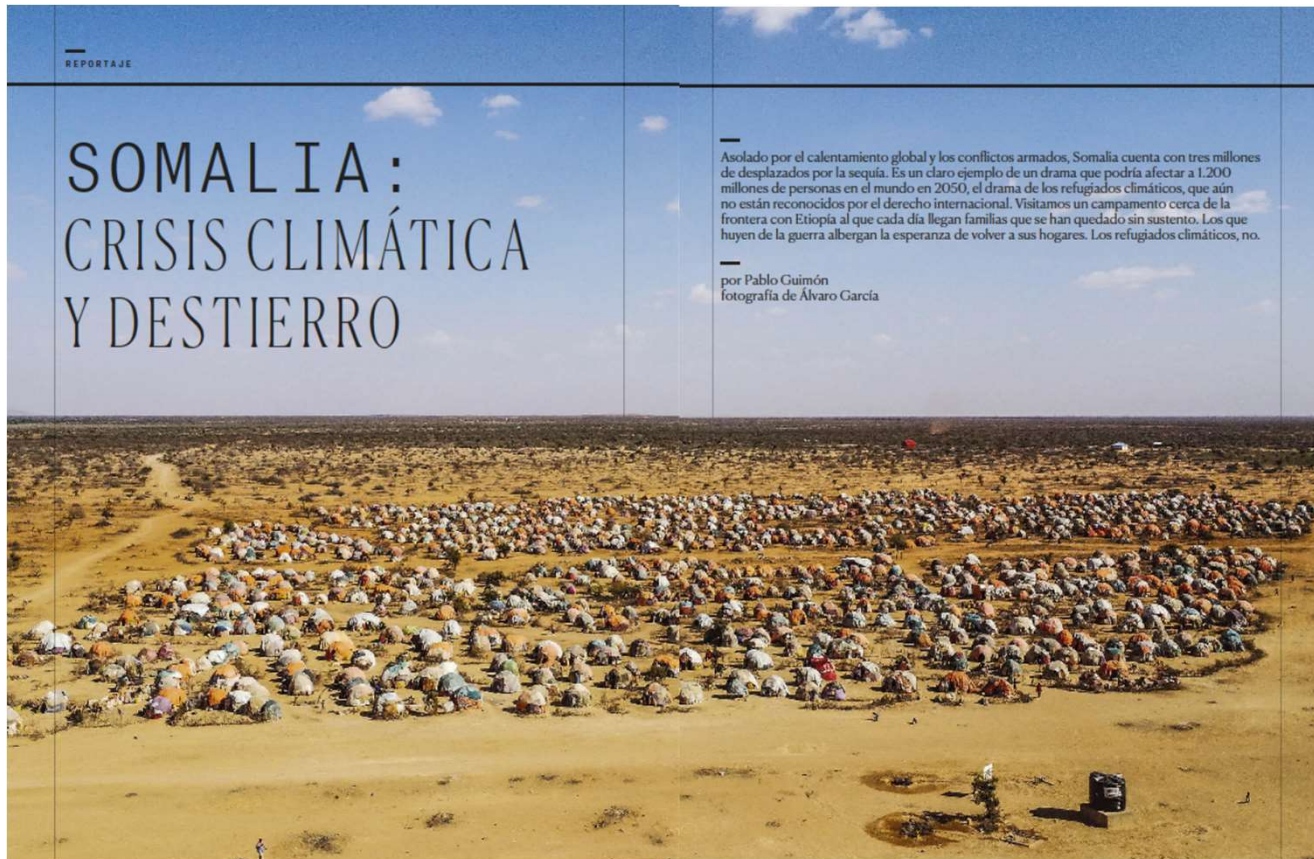 REPORTAJE
SOMALIA:
CRISIS CLIMÁTICA
Y DESTIERRO
Asolado por el calentamiento global y los conflictos armados, Somalia cuenta con tres millones
de desplazados por la sequía. Es un claro ejemplo de un drama que podría afectar a 1.200
millones de personas en el mundo en 2050, el drama de los refugiados climáticos, que aún
no están reconocidos por el derecho internacional. Visitamos un campamento cerca de la
frontera con Etiopía al que cada día llegan familias que se han quedado sin sustento. Los que
huyen de la guerra albergan la esperanza de volver a sus hogares. Los refugiados climáticos, no.
por Pablo Guimón
fotografía de Álvaro García